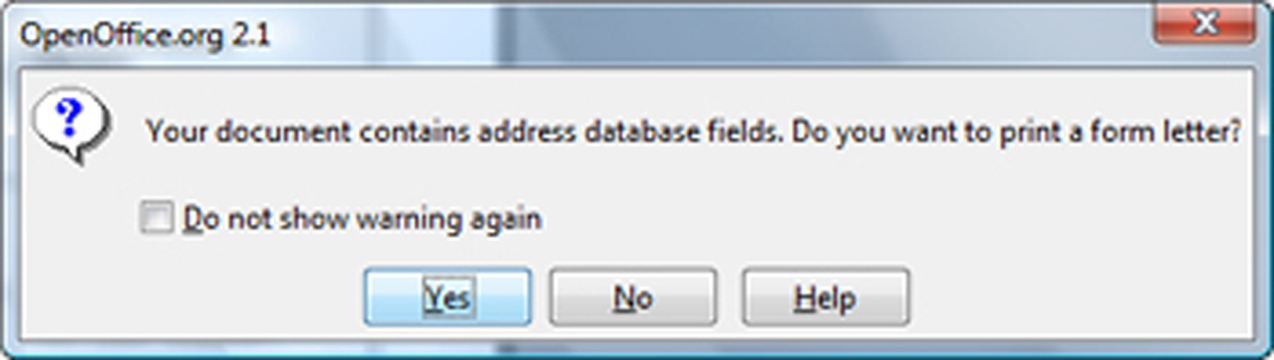 OpenOffice.org 2.1
Your document contains address database fields. Do you want to print a form letter?
Do not show warning again
Yes No Help